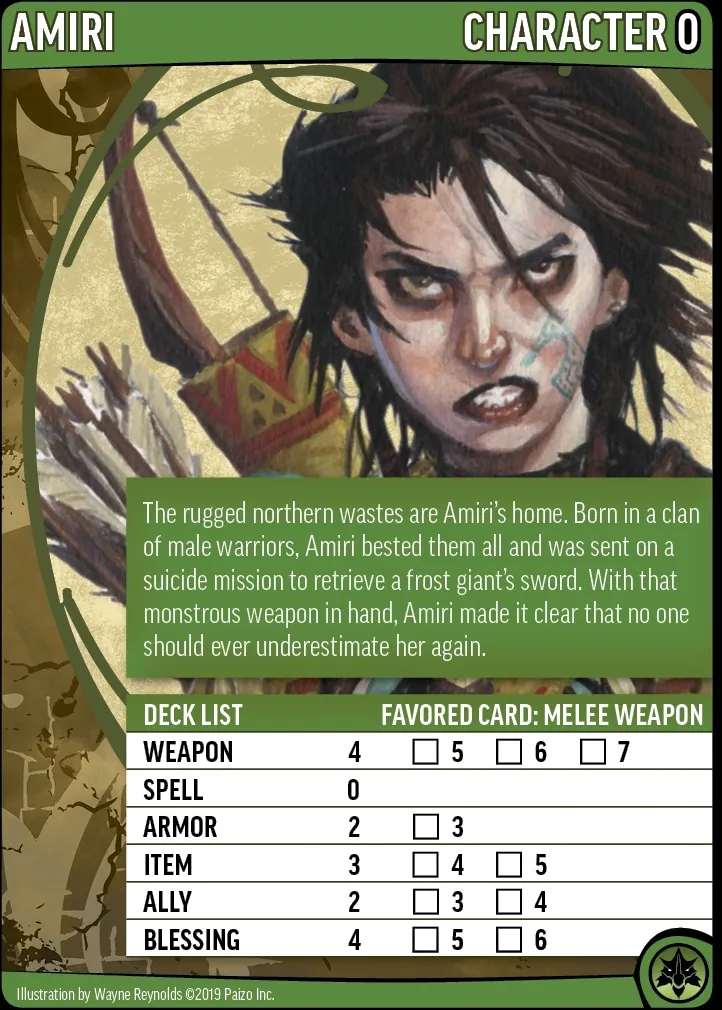 AMIRI CHARACTER 0
The rugged northern wastes are Amiri's home. Born in a clan
of male warriors, Amiri bested them all and was sent on a
suicide mission to retrieve a frost giant's sword. With that
monstrous weapon in hand, Amiri made it clear that no one
should ever underestimate her again.
DECK LIST FAVORED CARD: MELEE WEAPON
WEAPON 4 ☐ 5 ☐ 6 ☐ 7
SPELL 0
ARMOR 2 ☐ 3
ITEM 3 ☐ 4 ☐ 5
ALLY 2 ☐ 3 ☐ 4
BLESSING 4 ☐ 5 ☐ 6
Illustration by Wayne Reynolds ©2019 Paizo Inc.